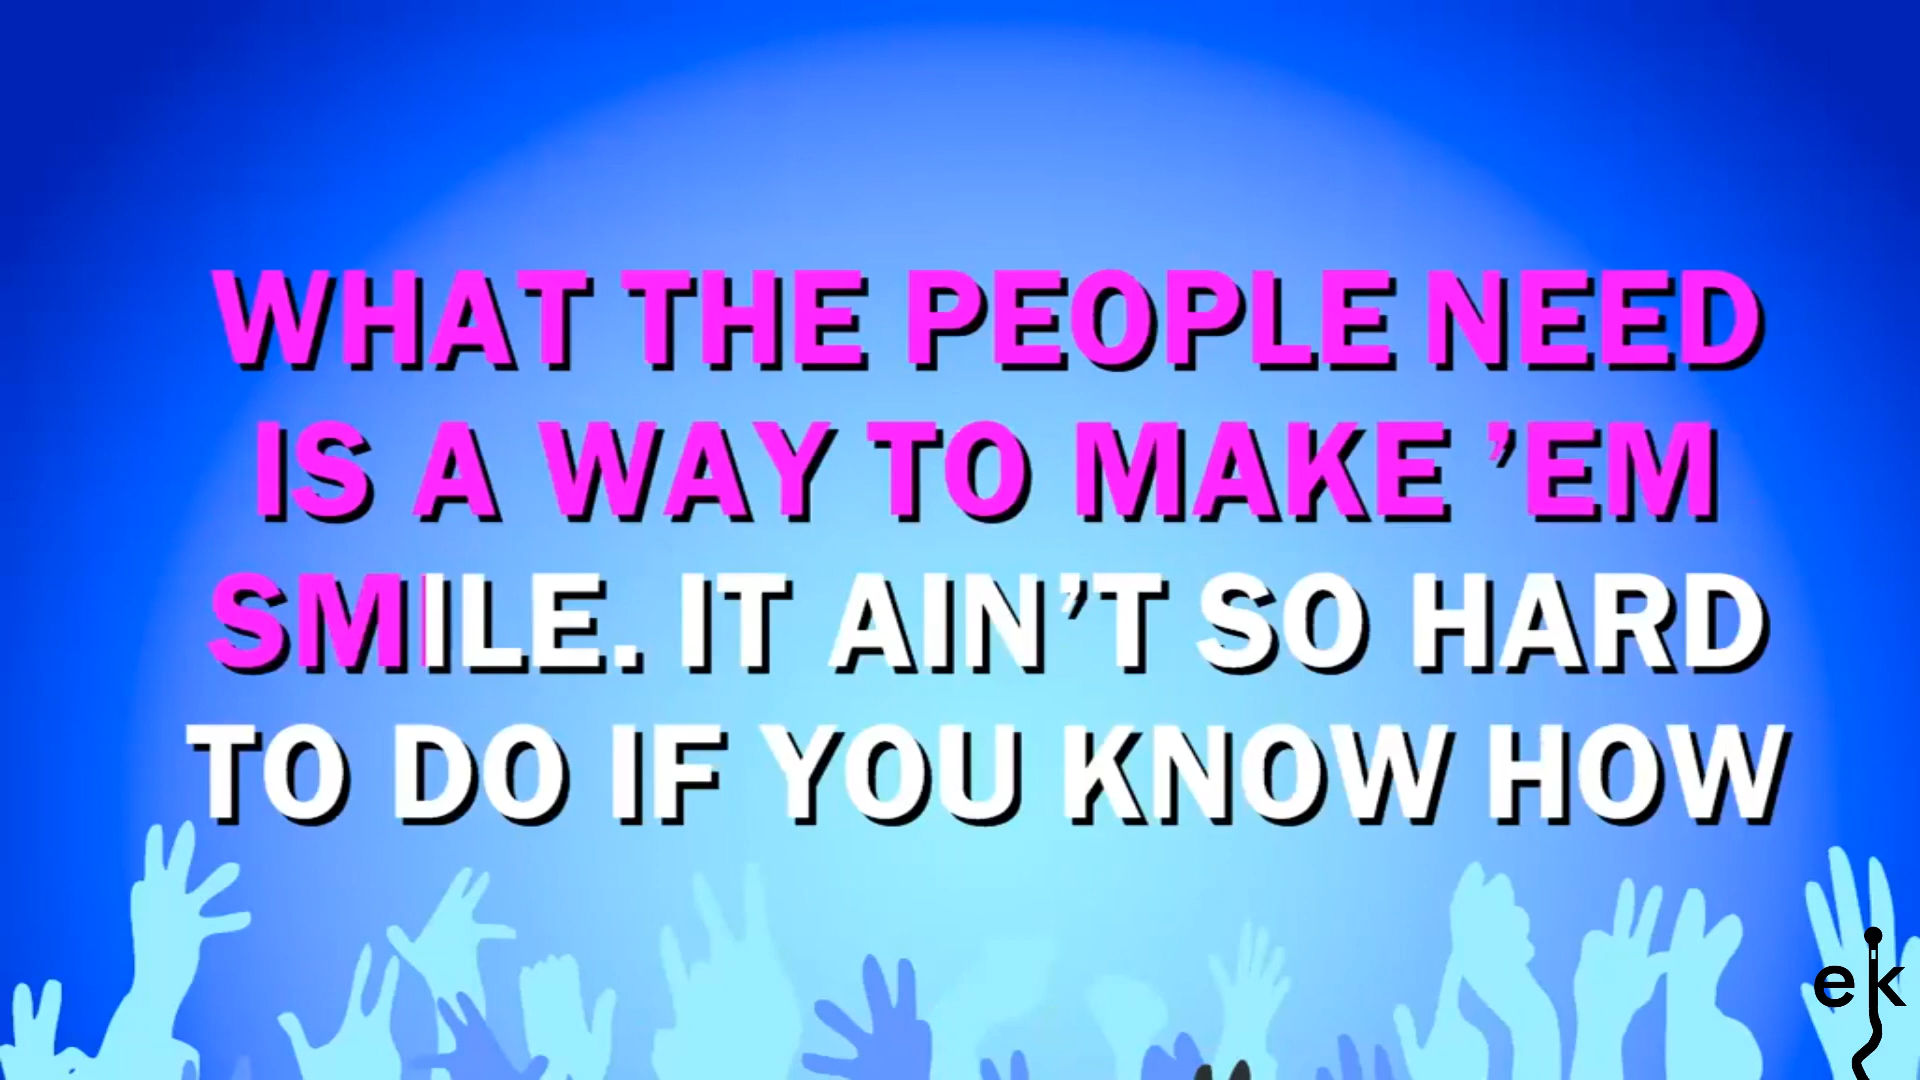 WHAT THE PEOPLE NEED
IS A WAY TO MAKE ’EM
SMILE. IT AIN’T SO HARD
TO DO IF YOU KNOW HOW
ek